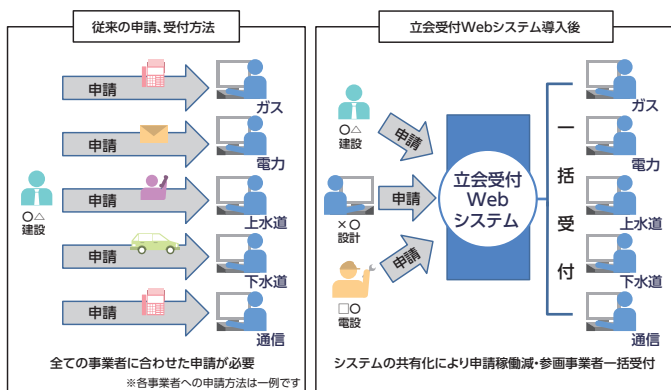 従来の申請、受付方法
申請
ガス
申請
電力
○△
建設
申請
上水道
申請
下水道
申請
通信
全ての事業者に合わせた申請が必要
※各事業者への申請方法は一例です
立会受付Webシステム導入後
○△
建設
申請
×○
設計
申請
□○
電設
申請
立会受付
Web
システム
一括受付
ガス
電力
上水道
下水道
通信
システムの共有化により申請稼働減・参画事業者一括受付